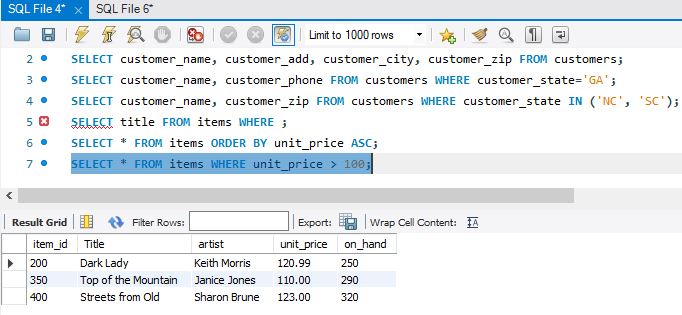 SQL File 4* SQL File 6*
Limit to 1000 rows
2 SELECT customer_name, customer_add, customer_city, customer_zip FROM customers;
3 SELECT customer_name, customer_phone FROM customers WHERE customer_state='GA';
4 SELECT customer_name, customer_zip FROM customers WHERE customer_state IN ('NC', 'SC');
5 SELECT title FROM items WHERE ;
6 SELECT * FROM items ORDER BY unit_price ASC;
7 SELECT * FROM items WHERE unit_price > 100;
Result Grid Filter Rows: Export: Wrap Cell Content:
item_id Title artist unit_price on_hand
200 Dark Lady Keith Morris 120.99 250
350 Top of the Mountain Janice Jones 110.00 290
400 Streets from Old Sharon Brune 123.00 320